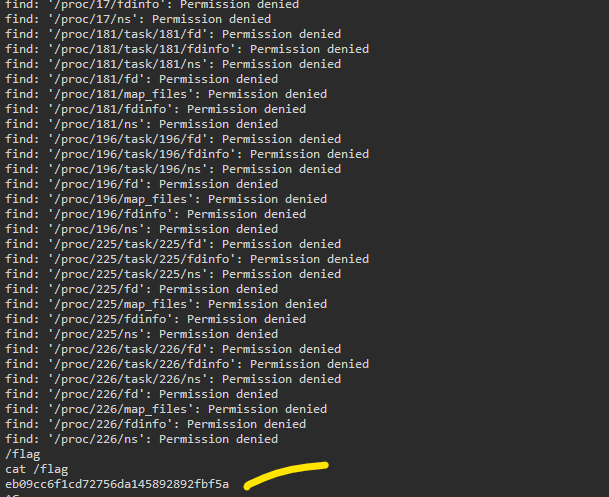 find: '/proc/17/fdinfo': Permission denied
find: '/proc/17/ns': Permission denied
find: '/proc/181/task/181/fd': Permission denied
find: '/proc/181/task/181/fdinfo': Permission denied
find: '/proc/181/task/181/ns': Permission denied
find: '/proc/181/fd': Permission denied
find: '/proc/181/map_files': Permission denied
find: '/proc/181/fdinfo': Permission denied
find: '/proc/181/ns': Permission denied
find: '/proc/196/task/196/fd': Permission denied
find: '/proc/196/task/196/fdinfo': Permission denied
find: '/proc/196/task/196/ns': Permission denied
find: '/proc/196/fd': Permission denied
find: '/proc/196/map_files': Permission denied
find: '/proc/196/fdinfo': Permission denied
find: '/proc/196/ns': Permission denied
find: '/proc/225/task/225/fd': Permission denied
find: '/proc/225/task/225/fdinfo': Permission denied
find: '/proc/225/task/225/ns': Permission denied
find: '/proc/225/fd': Permission denied
find: '/proc/225/map_files': Permission denied
find: '/proc/225/fdinfo': Permission denied
find: '/proc/225/ns': Permission denied
find: '/proc/226/task/226/fd': Permission denied
find: '/proc/226/task/226/fdinfo': Permission denied
find: '/proc/226/task/226/ns': Permission denied
find: '/proc/226/fd': Permission denied
find: '/proc/226/map_files': Permission denied
find: '/proc/226/fdinfo': Permission denied
find: '/proc/226/ns': Permission denied
/flag
cat /flag
eb09cc6f1cd72756da145892892fbf5a